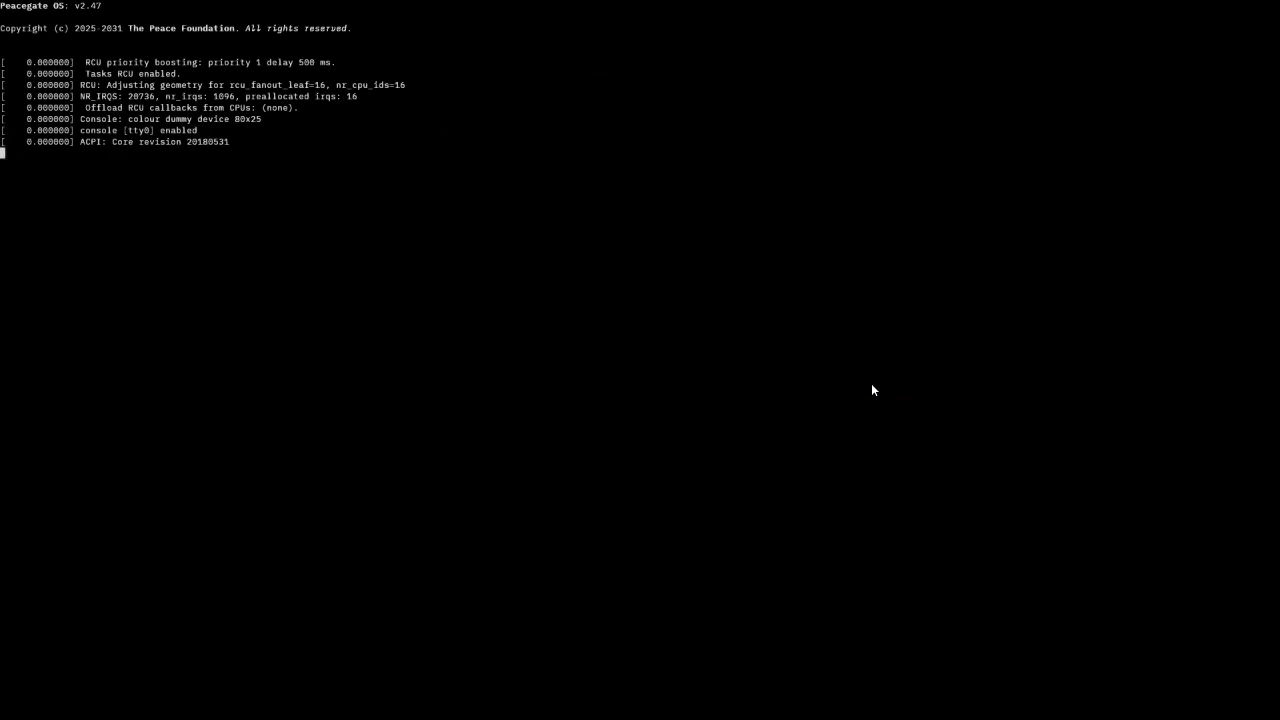 Peacegate OS: v2.47
Copyright (c) 2025-2031 The Peace Foundation. All rights reserved.
[    0.000000]  RCU priority boosting: priority 1 delay 500 ms.
[    0.000000]  Tasks RCU enabled.
[    0.000000] RCU: Adjusting geometry for rcu_fanout_leaf=16, nr_cpu_ids=16
[    0.000000] NR_IRQS: 20736, nr_irqs: 1096, preallocated irqs: 16
[    0.000000]  Offload RCU callbacks from CPUs: (none).
[    0.000000] Console: colour dummy device 80x25
[    0.000000] console [tty0] enabled
[    0.000000] ACPI: Core revision 20180531